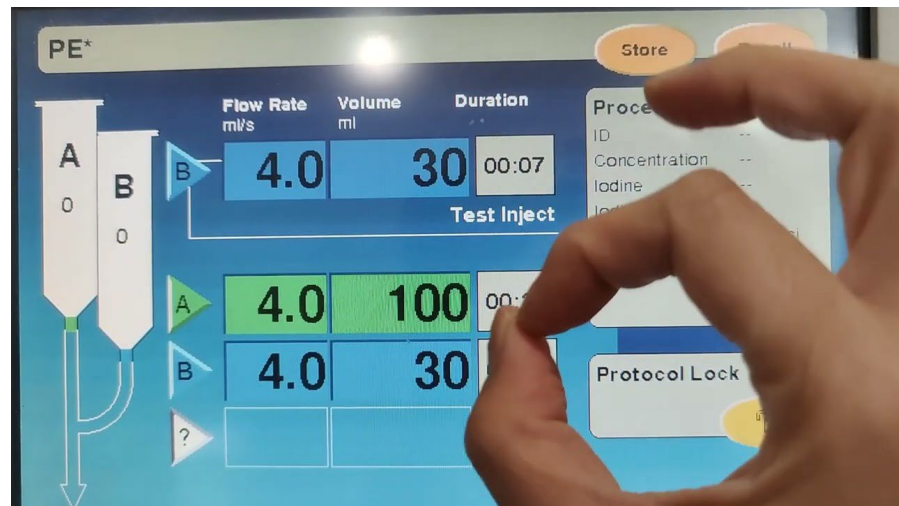 PE*
Store
Flow Rate Volume Duration
ml/s ml
A
0
B
0
B 4.0 30 00:07
Test Inject
A 4.0 100
B 4.0 30
?
ID --
Concentration --
Iodine --
Protocol Lock